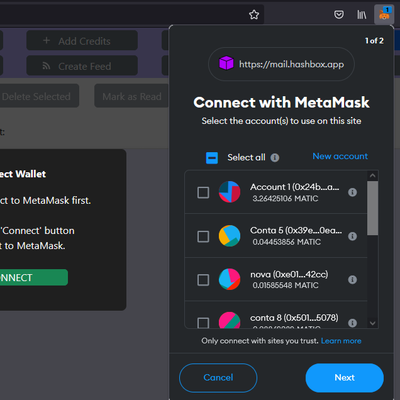 1 of 2
+ Add Credits
https://mail.hashbox.app
Create Feed
Delete Selected
Mark as Read
Connect with MetaMask
Select the account(s) to use on this site
Select all
New account
ect Wallet
Account 1 (0x24b...a...
3.26425106 MATIC
ct to MetaMask first.
'Connect' button
t to MetaMask.
Conta 5 (0x39e...0ea...
0.04453856 MATIC
ONNECT
nova (0xe01...42cc)
0.01585548 MATIC
conta 8 (0x501...5078)
Only connect with sites you trust. Learn more
Cancel
Next